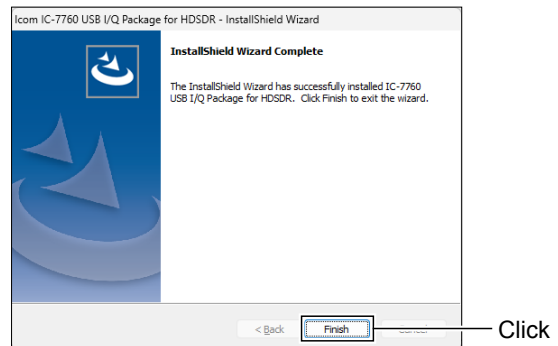 Icom IC-7760 USB I/Q Package for HDSDR - InstallShield Wizard
InstallShield Wizard Complete
The InstallShield Wizard has successfully installed IC-7760
USB I/Q Package for HDSDR. Click Finish to exit the wizard.
< Back Finish Click